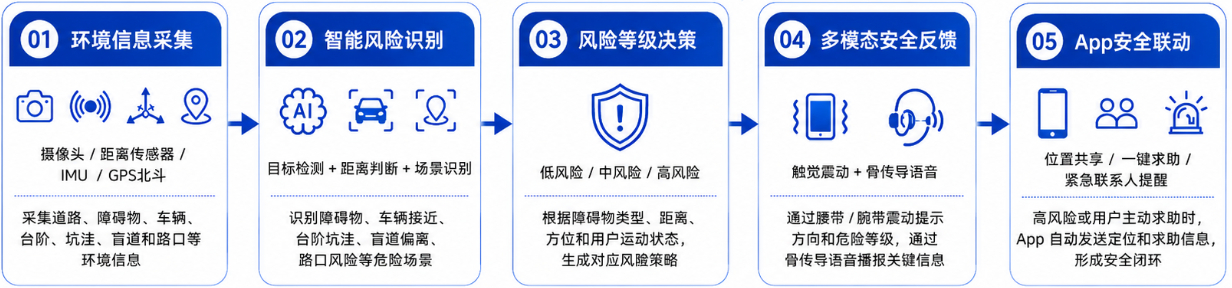 01 环境信息采集
摄像头 / 距离传感器 /
IMU / GPS北斗
采集道路、障碍物、车辆、
台阶、坑洼、盲道和路口等
环境信息
02 智能风险识别
AI
目标检测 + 距离判断 + 场景识别
识别障碍物、车辆接近、
台阶坑洼、盲道偏离、
路口风险等危险场景
03 风险等级决策
低风险 / 中风险 / 高风险
根据障碍物类型、距离、
方位和用户运动状态，
生成对应风险策略
04 多模态安全反馈
触觉震动 + 骨传导语音
通过腰带 / 腕带震动提示
方向和危险等级，通过
骨传导语音播报关键信息
05 App安全联动
位置共享 / 一键求助 /
紧急联系人提醒
高风险或用户主动求助时，
App 自动发送定位和求助信息，
形成安全闭环